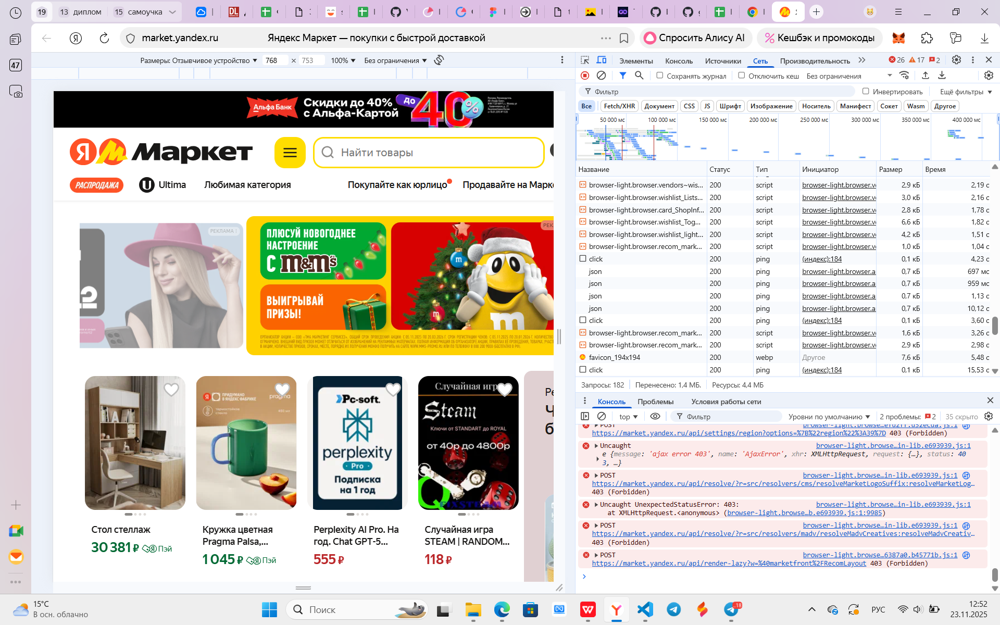 19
13 диплом
15 самоучка
market.yandex.ru
Яндекс Маркет — покупки с быстрой доставкой
Спросить Алису AI
Кешбэк и промокоды
47
Размеры: Отзывчивое устройство
768 × 753
100%
Без ограничения
Элементы
Консоль
Источники
Сеть
Производительность
26
17
2
Сохранять журнал
Отключить кеш
Без ограничения
Фильтр
Инвертировать
Ещё фильтры
Все
Fetch/XHR
Документ
CSS
JS
Шрифт
Изображение
Носитель
Манифест
Сокет
Wasm
Другое
50 000 мс
100 000 мс
150 000 мс
200 000 мс
250 000 мс
300 000 мс
350 000 мс
400 000 мс
Название Статус Тип Инициатор Размер Время
browser-light.browser.vendors~wis... 200 script browser-light.browser.ve 2,9 кБ 2,19 с
browser-light.browser.wishlist_Lists... 200 script browser-light.browser.ve 3,0 кБ 2,16 с
browser-light.browser.card_ShopInf... 200 script browser-light.browser.ve 2,8 кБ 1,78 с
browser-light.browser.wishlist_Tog... 200 script browser-light.browser.ve 6,6 кБ 1,82 с
browser-light.browser.wishlist_light... 200 script browser-light.browser.ve 4,2 кБ 1,51 с
browser-light.browser.recom_mark... 200 script browser-light.browser.ve 1,0 кБ 1,04 с
click 200 ping (индекс):184 0,1 кБ 4,23 с
json 200 ping browser-light.browser.a 0,7 кБ 697 мс
json 200 ping browser-light.browser.a 0,7 кБ 959 мс
json 200 ping browser-light.browser.a 0,7 кБ 1,13 с
json 200 ping browser-light.browser.a 0,7 кБ 10,12 с
click 200 ping (индекс):184 0,1 кБ 3,60 с
browser-light.browser.recom_mark... 200 script browser-light.browser.ve 1,6 кБ 3,26 с
browser-light.browser.recom_mark... 200 script browser-light.browser.ve 2,9 кБ 2,98 с
favicon_194x194 200 webp Другое 7,6 кБ 5,48 с
click 200 ping (индекс):184 0,1 кБ 15,53 с
Запросы: 182 Перенесено: 1,4 МБ. Ресурсы: 4,4 МБ
Консоль
Проблемы
Условия работы сети
top
Фильтр
Уровни по умолчанию
2 проблемы: 2
35 скрыто
POST
https://market.yandex.ru/api/settings/region?options=%7B%22region%22%3A39%7D 403 (Forbidden)
Uncaught browser-light.browse…in-lib.e693939.js:1
e {message: 'ajax error 403', name: 'AjaxError', xhr: XMLHttpRequest, request: {…}, status: 40
3, …}
POST browser-light.browse…in-lib.e693939.js:1
https://market.yandex.ru/api/resolve/?r=src/resolvers/cms/resolveMarketLogoSuffix:resolveMarketLog…
403 (Forbidden)
Uncaught UnexpectedStatusError: 403: browser-light.browse…in-lib.e693939.js:1
at XMLHttpRequest.<anonymous> (browser-light.browse…b.e693939.js:1:9985)
POST browser-light.browse…in-lib.e693939.js:1
https://market.yandex.ru/api/resolve/?r=src/resolvers/madv/resolveMadvCreatives:resolveMadvCreativ…
403 (Forbidden)
POST browser-light.browse…6387a0.b45771b.js:1
https://market.yandex.ru/api/render-lazy?w=%40marketfront%2FRecomLayout 403 (Forbidden)
Альфа Банк
Скидки до 40%
с Альфа-Картой
до 40 %
Я Маркет
Найти товары
РАСПРОДАЖА
Ultima
Любимая категория
Покупайте как юрлицо
Продавайте на Марке
РЕКЛАМА
ПЛЮСУЙ НОВОГОДНЕЕ
НАСТРОЕНИЕ
С m&m's
ВЫИГРЫВАЙ
ПРИЗЫ!
РЕК
ПРИДУМАНО
В ЯНДЕКС ФАБРИКЕ
pragma
термостойкое
стекло
450 мл
Pc-soft.
perplexity
Pro
Подписка
на 1 год
Случайная игр
Steam
Ключи от STANDART до ROYAL
от 40р до 4800р
Стол стеллаж
30 381 ₽ Пэй
Кружка цветная
Pragma Palsa,...
1 045 ₽ Пэй
Perplexity AI Pro. На
год. Chat GPT-5...
555 ₽
Случайная игра
STEAM | RANDOM...
118 ₽
15°C
В осн. облачно
Поиск
18
РУС
12:52
23.11.2025